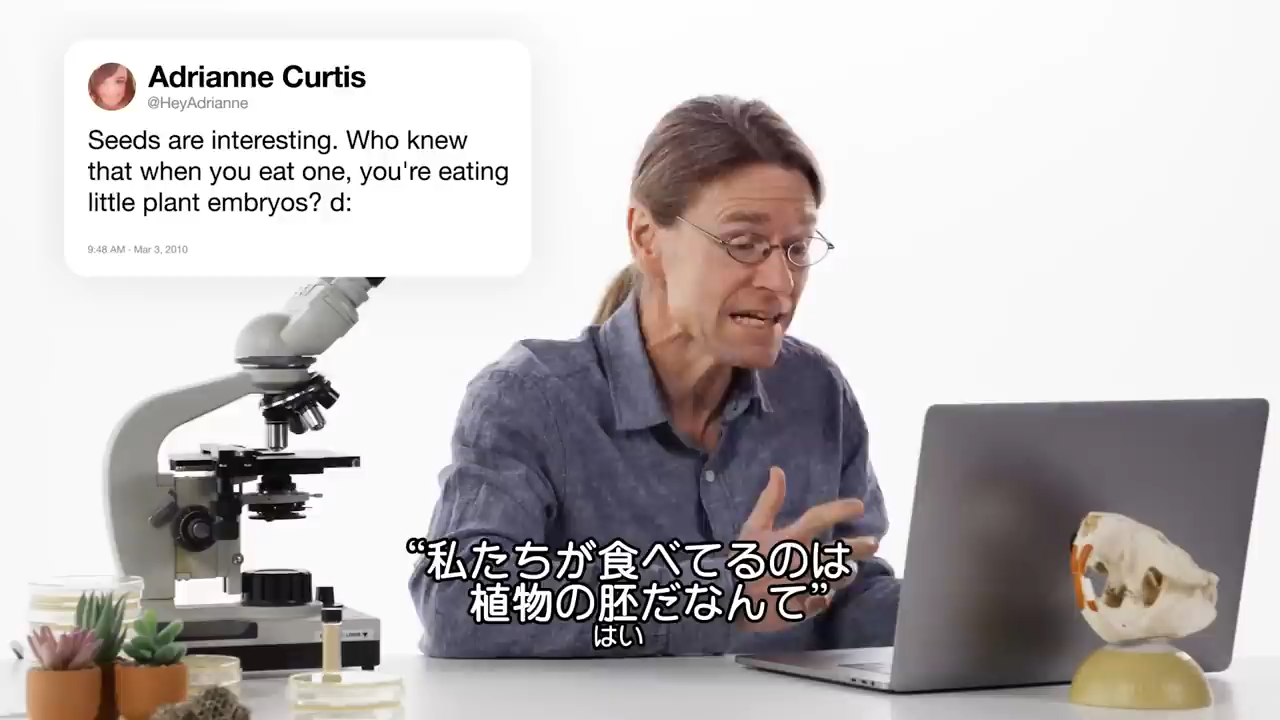 Adrianne Curtis
@HeyAdrianne
Seeds are interesting. Who knew
that when you eat one, you're eating
little plant embryos? d:
9:48 AM - Mar 3, 2010
“私たちが食べてるのは
植物の胚だなんて”
はい